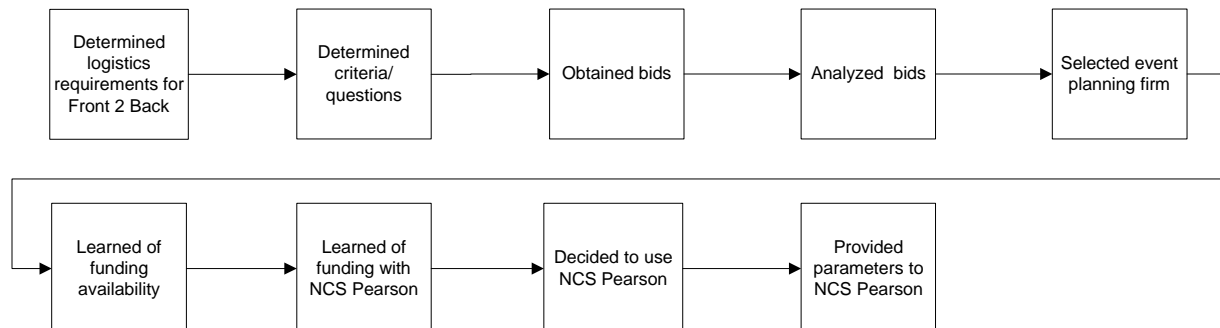 Determined
logistics
requirements for
Front 2 Back
Determined
criteria/
questions
Obtained bids
Analyzed  bids
Selected event
planning firm
Learned of
funding
availability
Learned of
funding with
NCS Pearson
Decided to use
NCS Pearson
Provided
parameters to
NCS Pearson